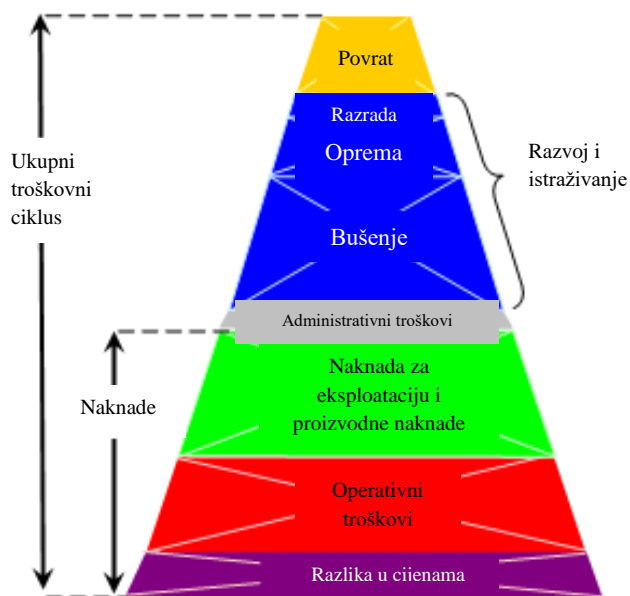 Povrat
Razrada
Oprema
Bušenje
Razvoj i
istraživanje
Ukupni
troškovni
ciklus
Administrativni troškovi
Naknade
Naknada za
eksploataciju i
proizvodne naknade
Operativni
troškovi
Razlika u cijenama